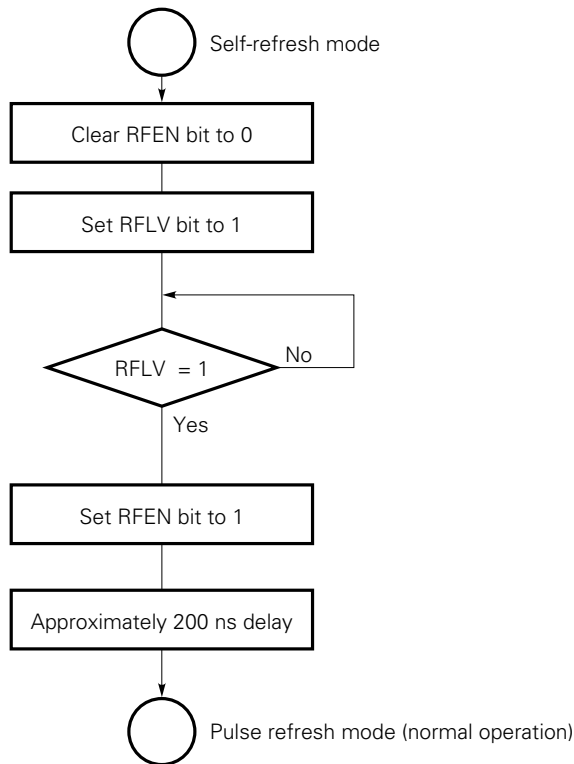 Self-refresh mode
Clear RFEN bit to 0
Set RFLV bit to 1
RFLV = 1
No
Yes
Set RFEN bit to 1
Approximately 200 ns delay
Pulse refresh mode (normal operation)